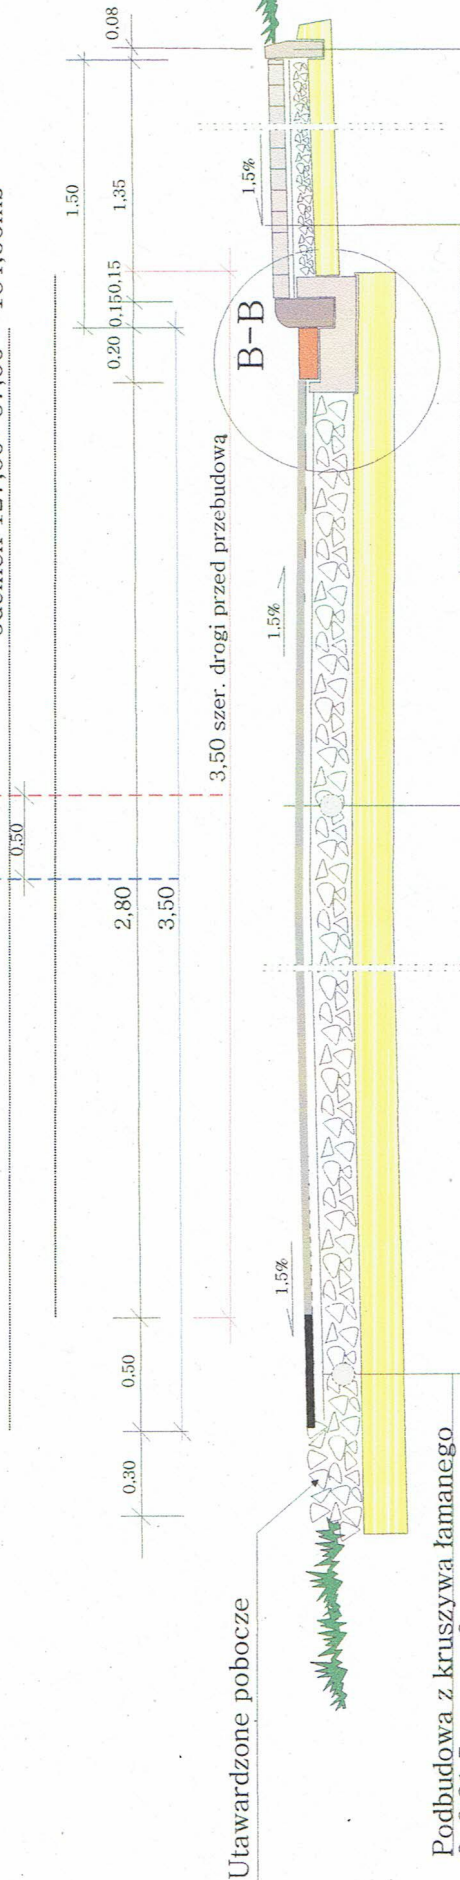 0,50
0,30 0,50 2,80 0,20 0,15 0,15 1,35 0,08
3,50 1.50
3,50 szer. drogi przed przebudową
1,5% 1.5% B-B 1,5%
Utawardzone pobocze
Podbudowa z kruszywa łamanego